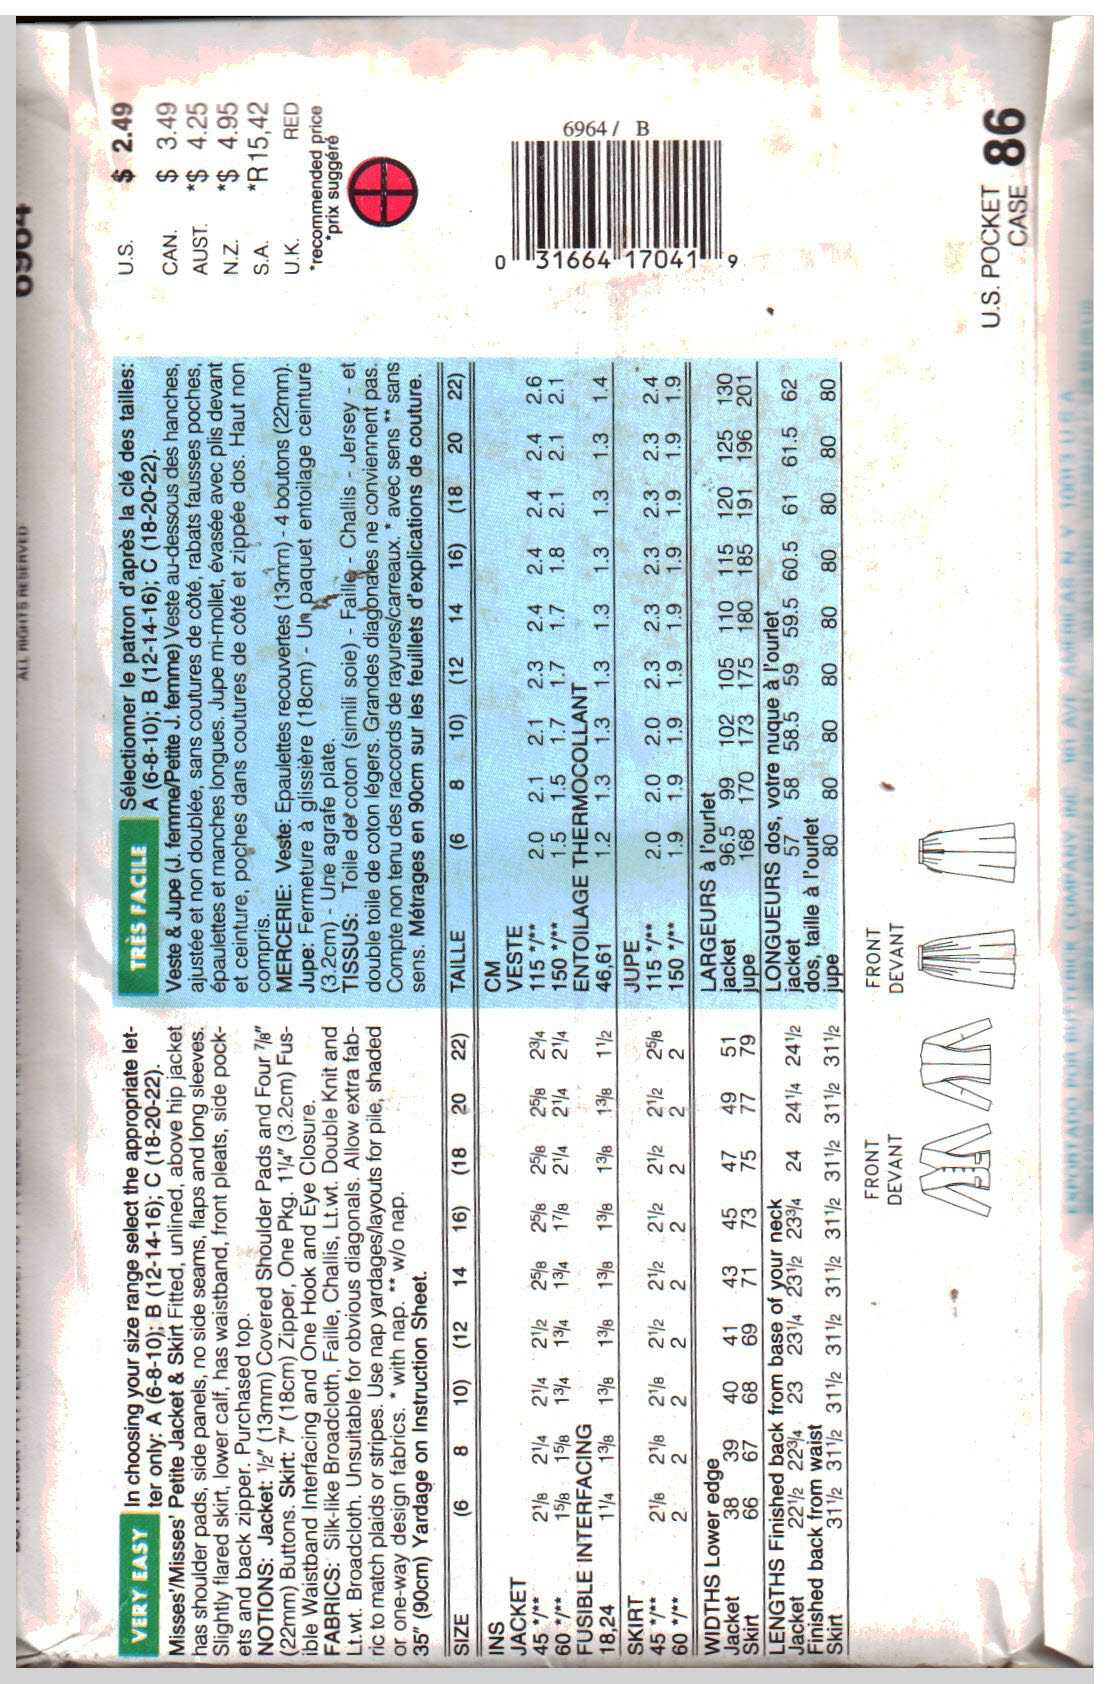 VERY EASY
In choosing your size range select the appropriate let-
ter only: A (6-8-10); B (12-14-16); C (18-20-22).
Misses'/Misses' Petite Jacket & Skirt Fitted, unlined, above hip jacket
has shoulder pads, side panels, no side seams, flaps and long sleeves.
Slightly flared skirt, lower calf, has waistband, front pleats, side pock-
ets and back zipper. Purchased top.
NOTIONS: Jacket: 1/2" (13mm) Covered Shoulder Pads and Four 7/8"
(22mm) Buttons. Skirt: 7" (18cm) Zipper, One Pkg. 1 1/4" (3.2cm) Fus-
ible Waistband Interfacing and One Hook and Eye Closure.
FABRICS: Silk-like Broadcloth, Faille, Challis, Lt.wt. Double Knit and
Lt.wt. Broadcloth. Unsuitable for obvious diagonals. Allow extra fab-
ric to match plaids or stripes. Use nap yardages/layouts for pile, shaded
or one-way design fabrics. * with nap. ** w/o nap.
35" (90cm) Yardage on Instruction Sheet.
SIZE (6 8 10) (12 14 16) (18 20 22)
INS
JACKET
45 */** 2 1/8 2 1/4 2 1/4 2 1/2 2 5/8 2 5/8 2 5/8 2 5/8 2 3/4
60 */** 1 5/8 1 5/8 1 3/4 1 3/4 1 3/4 1 7/8 2 1/4 2 1/4 2 1/4
FUSIBLE INTERFACING
18,24 1 1/4 1 3/8 1 3/8 1 3/8 1 3/8 1 3/8 1 3/8 1 3/8 1 1/2
SKIRT
45 */** 2 1/8 2 1/8 2 1/8 2 1/2 2 1/2 2 1/2 2 1/2 2 1/2 2 5/8
60 */** 2 2 2 2 2 2 2 2 2
WIDTHS Lower edge
Jacket 38 39 40 41 43 45 47 49 51
Skirt 66 67 68 69 71 73 75 77 79
LENGTHS Finished back from base of your neck
Jacket 22 1/2 22 3/4 23 23 1/4 23 1/2 23 3/4 24 24 1/4 24 1/2
Finished back from waist
Skirt 31 1/2 31 1/2 31 1/2 31 1/2 31 1/2 31 1/2 31 1/2 31 1/2 31 1/2
TRÈS FACILE
Sélectionner le patron d'après la clé des tailles:
A (6-8-10); B (12-14-16); C (18-20-22).
Veste & Jupe (J. femme/Petite J. femme) Veste au-dessous des hanches,
ajustée et non doublée, sans coutures de côté, rabats fausses poches,
épaulettes et manches longues. Jupe mi-mollet, évasée avec plis devant
et ceinture, poches dans coutures de côté et zippée dos. Haut non
compris.
MERCERIE: Veste: Epaulettes recouvertes (13mm) - 4 boutons (22mm).
Jupe: Fermeture à glissière (18cm) - Un paquet entoilage ceinture
(3.2cm) - Une agrafe plate.
TISSUS: Toile de coton (simili soie) - Faille - Challis - Jersey - et
double toile de coton légers. Grandes diagonales ne conviennent pas.
Compte non tenu des raccords de rayures/carreaux. * avec sens ** sans
sens. Métrages en 90cm sur les feuillets d'explications de couture.
TAILLE (6 8 10) (12 14 16) (18 20 22)
CM
VESTE
115 */** 2.0 2.1 2.1 2.3 2.4 2.4 2.4 2.4 2.6
150 */** 1.5 1.5 1.7 1.7 1.7 1.8 2.1 2.1 2.1
ENTOILAGE THERMOCOLLANT
46,61 1.2 1.3 1.3 1.3 1.3 1.3 1.3 1.3 1.4
JUPE
115 */** 2.0 2.0 2.0 2.3 2.3 2.3 2.3 2.3 2.4
150 */** 1.9 1.9 1.9 1.9 1.9 1.9 1.9 1.9 1.9
LARGEURS à l'ourlet
jacket 96.5 99 102 105 110 115 120 125 130
jupe 168 170 173 175 180 185 191 196 201
LONGUEURS dos, votre nuque à l'ourlet
jacket 57 58 58.5 59 59.5 60.5 61 61.5 62
dos, taille à l'ourlet
jupe 80 80 80 80 80 80 80 80 80
FRONT
DEVANT
FRONT
DEVANT
6964
ALL RIGHTS RESERVED
U.S. $ 2.49
CAN. $ 3.49
AUST. *$ 4.25
N.Z. *$ 4.95
S.A. *R15,42
U.K. RED
*recommended price
*prix suggéré
6964 / B
0 31664 17041 9
U.S. POCKET
CASE 86